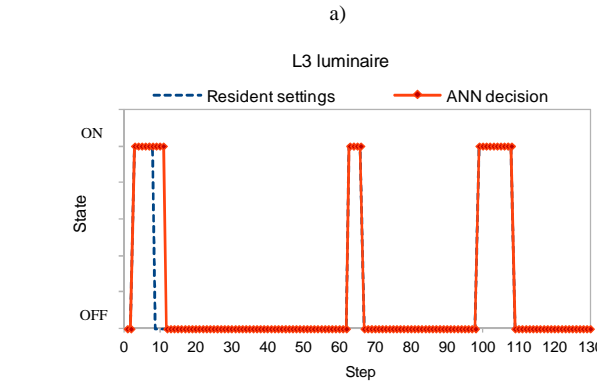 a)
L3 luminaire
Resident settings ANN decision
ON
State
OFF
0 10 20 30 40 50 60 70 80 90 100 110 120 130
Step